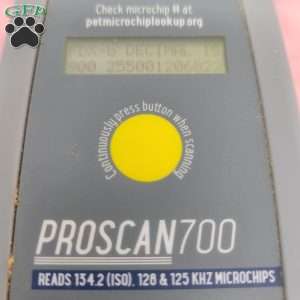 GFP
Check microchip # at
petmicrochiplookup.org
Continuously press button when scanning
PROSCAN700
READS 134.2 (ISO), 128 & 125 KHZ MICROCHIPS